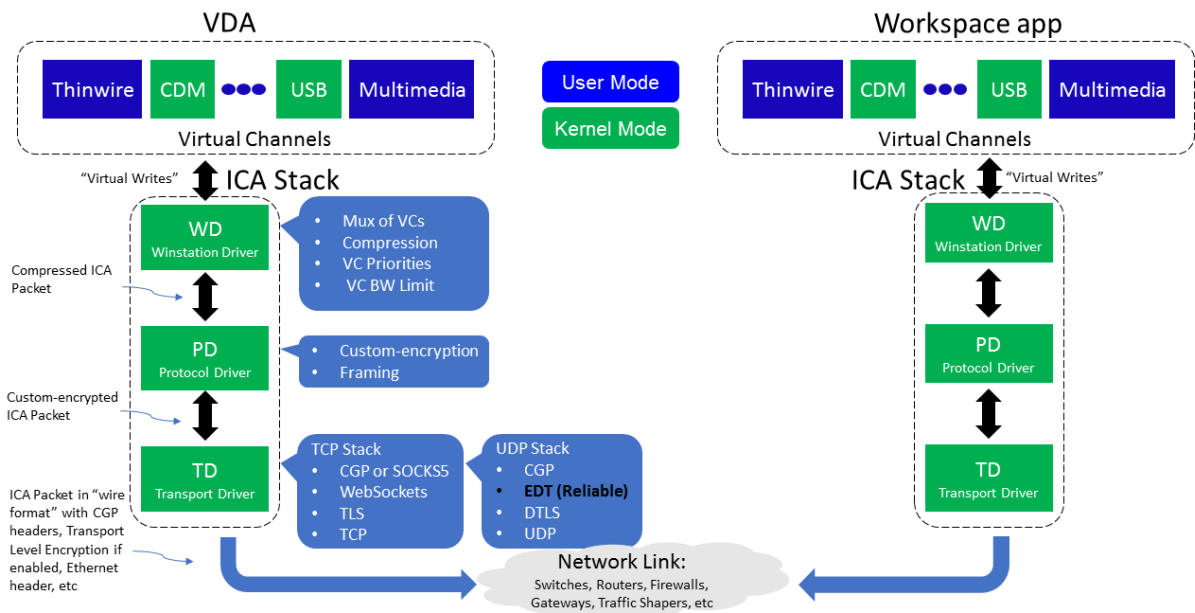 VDA
Thinwire
CDM
USB
Multimedia
Virtual Channels
User Mode
Kernel Mode
Workspace app
Thinwire
CDM
USB
Multimedia
Virtual Channels
“Virtual Writes”
ICA Stack
WD
Winstation Driver
• Mux of VCs
• Compression
• VC Priorities
• VC BW Limit
Compressed ICA
Packet
PD
Protocol Driver
• Custom-encryption
• Framing
Custom-encrypted
ICA Packet
TD
Transport Driver
TCP Stack
• CGP or SOCKS5
• WebSockets
• TLS
• TCP
UDP Stack
• CGP
• EDT (Reliable)
• DTLS
• UDP
ICA Packet in “wire
format” with CGP
headers, Transport
Level Encryption if
enabled, Ethernet
header, etc
Network Link:
Switches, Routers, Firewalls,
Gateways, Traffic Shapers, etc
ICA Stack
“Virtual Writes”
WD
Winstation Driver
PD
Protocol Driver
TD
Transport Driver